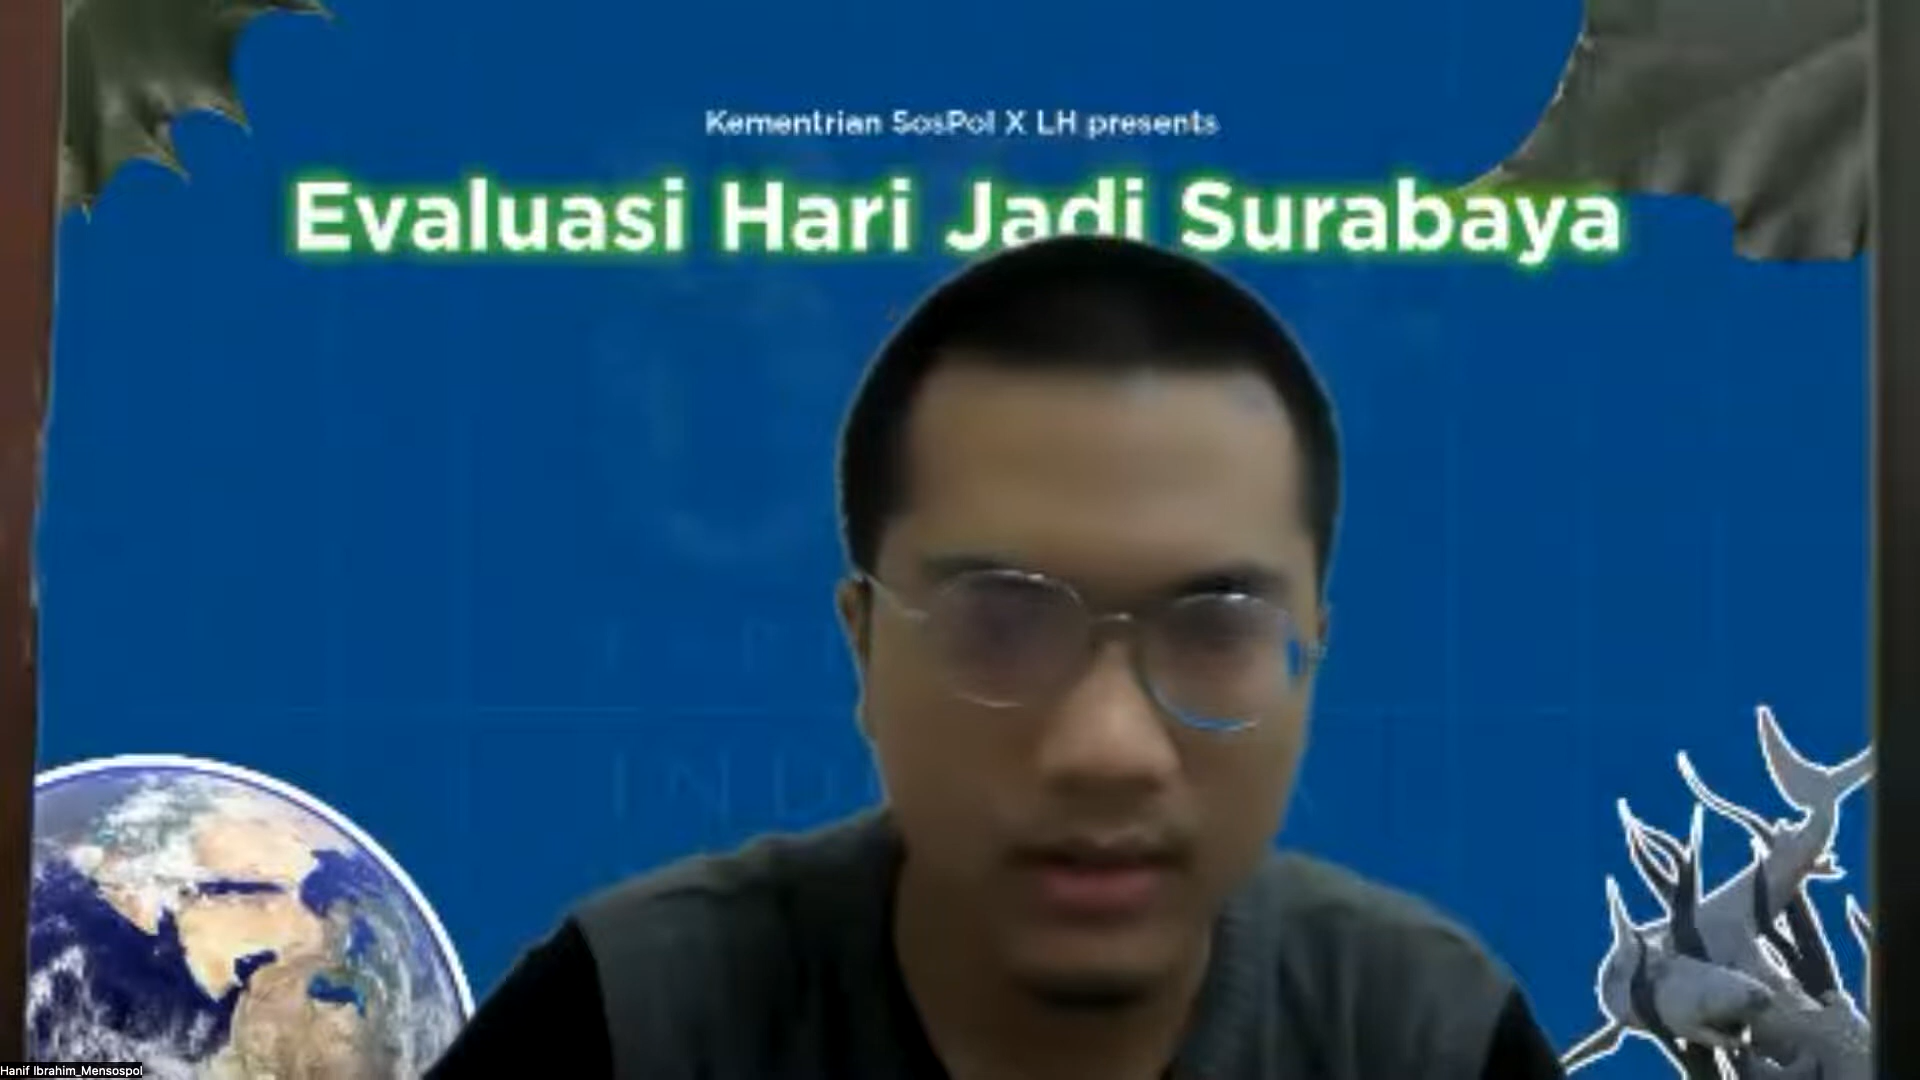 Kementrian SosPol X LH presents
Evaluasi Hari Jadi Surabaya
Hanif Ibrahim_Mensospol